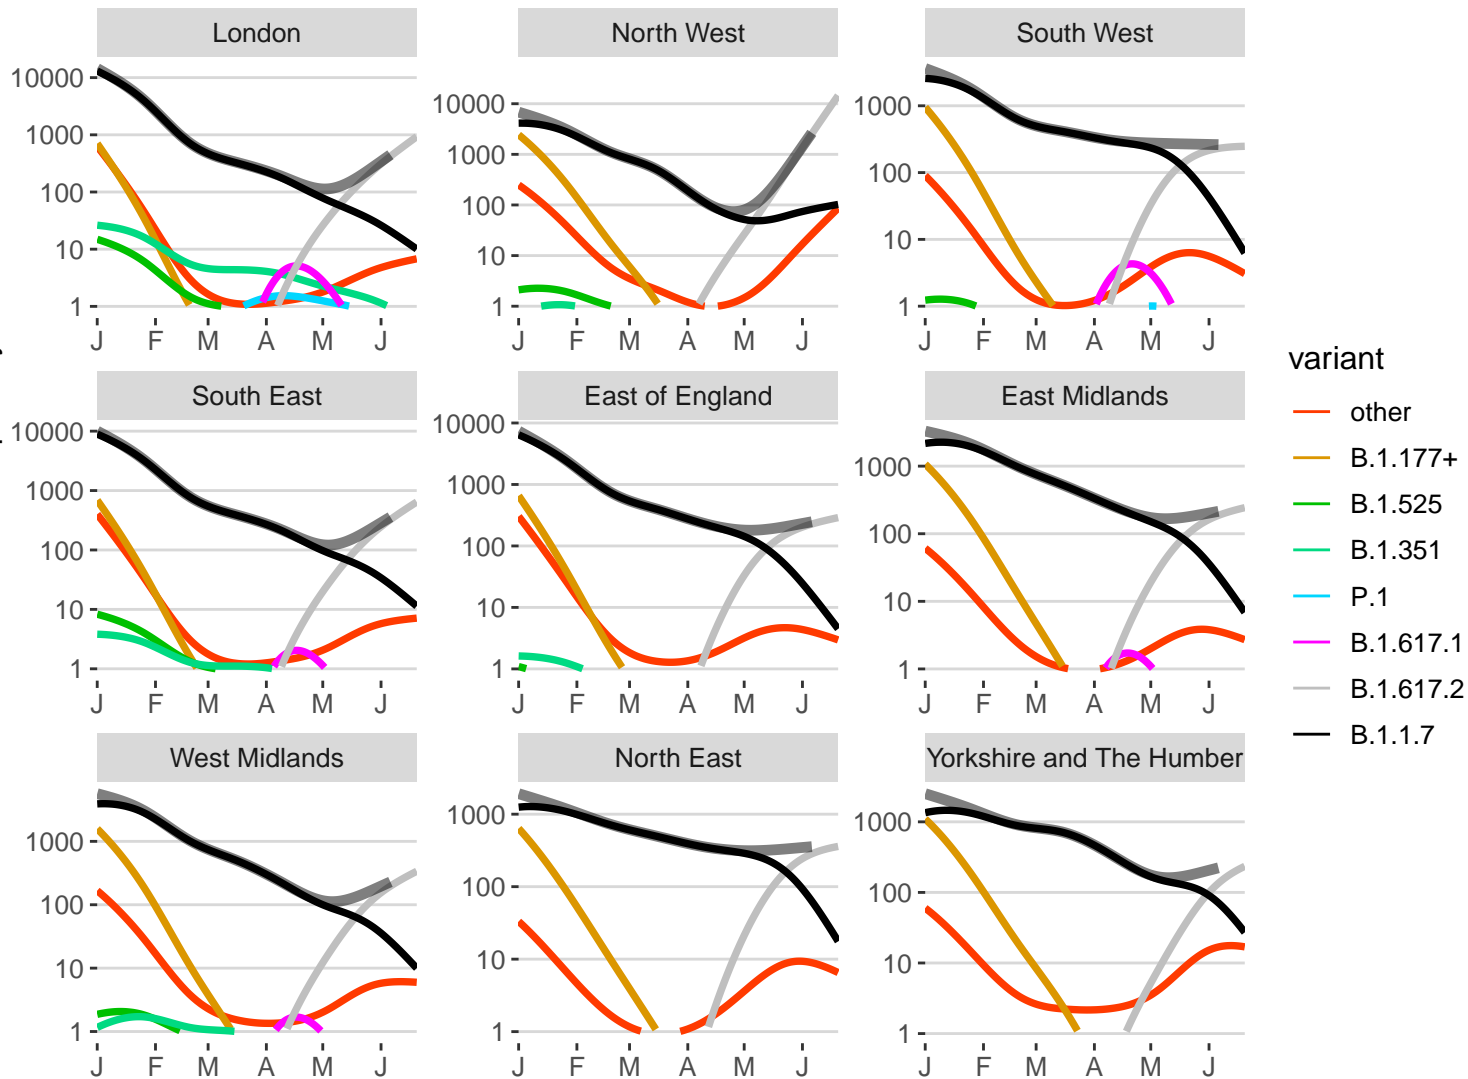 London
North West
South West
10000
1000
100
10
1
10000
1000
100
10
1
1000
100
10
1
J F M A M J
J F M A M J
J F M A M J
South East
East of England
East Midlands
10000
1000
100
10
1
10000
1000
100
10
1
1000
100
10
1
J F M A M J
J F M A M J
J F M A M J
West Midlands
North East
Yorkshire and The Humber
1000
100
10
1
1000
100
10
1
1000
100
10
1
J F M A M J
J F M A M J
J F M A M J
variant
other
B.1.177+
B.1.525
B.1.351
P.1
B.1.617.1
B.1.617.2
B.1.1.7